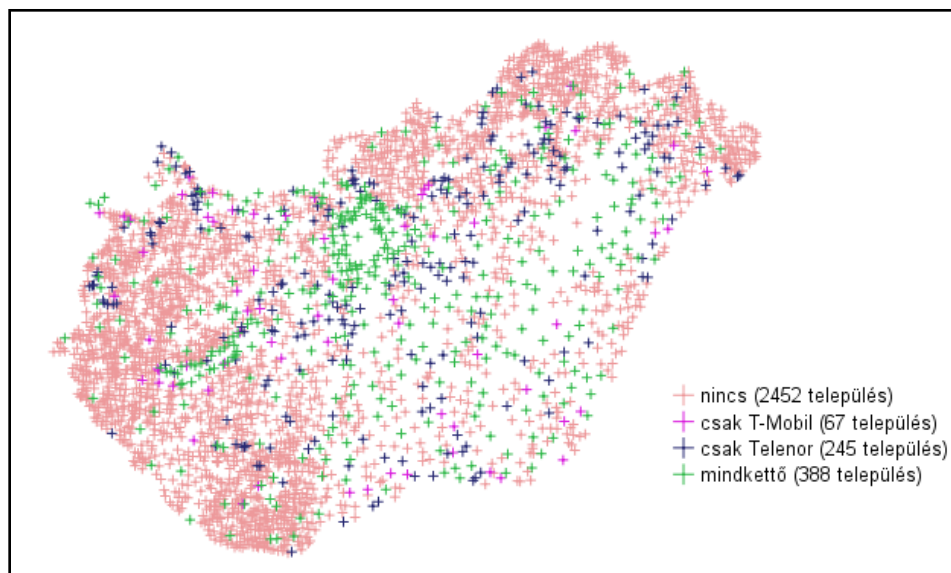 nincs (2452 település)
csak T-Mobil (67 település)
csak Telenor (245 település)
mindkettő (388 település)